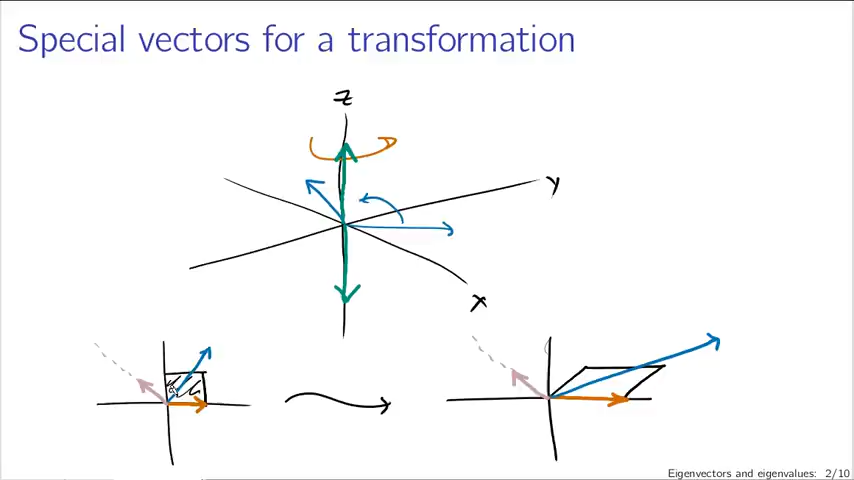 Special vectors for a transformation
z
y
x
Eigenvectors and eigenvalues: 2/10